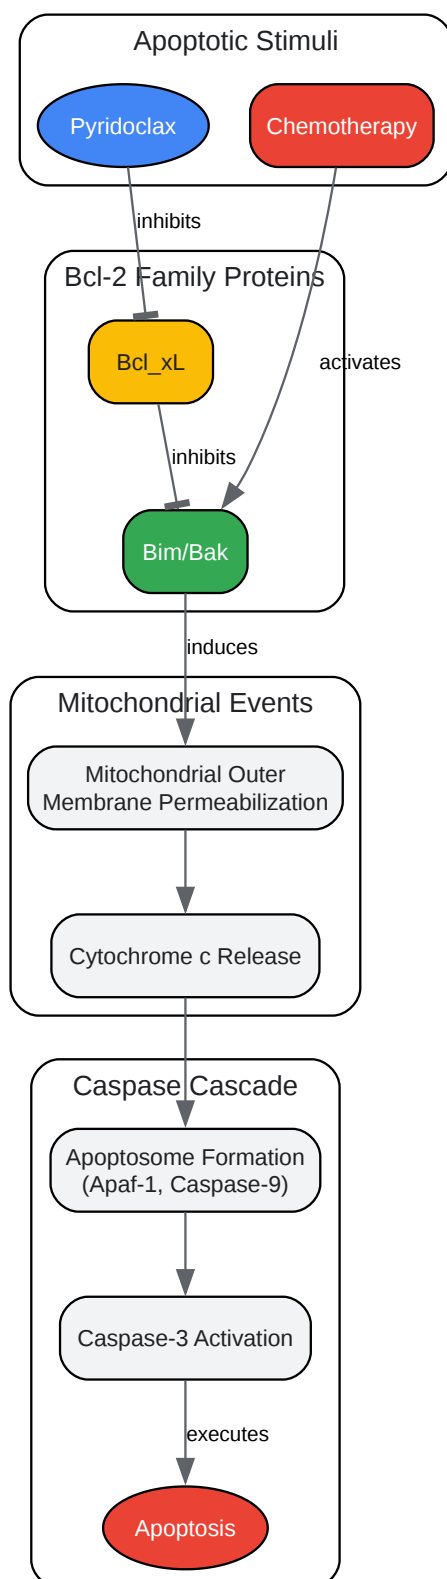 Apoptotic Stimuli
Pyridoclax
Chemotherapy
inhibits
Bcl-2 Family Proteins
Bcl_xL
activates
inhibits
Bim/Bak
induces
Mitochondrial Events
Mitochondrial Outer
Membrane Permeabilization
Cytochrome c Release
Caspase Cascade
Apoptosome Formation
(Apaf-1, Caspase-9)
Caspase-3 Activation
executes
Apoptosis